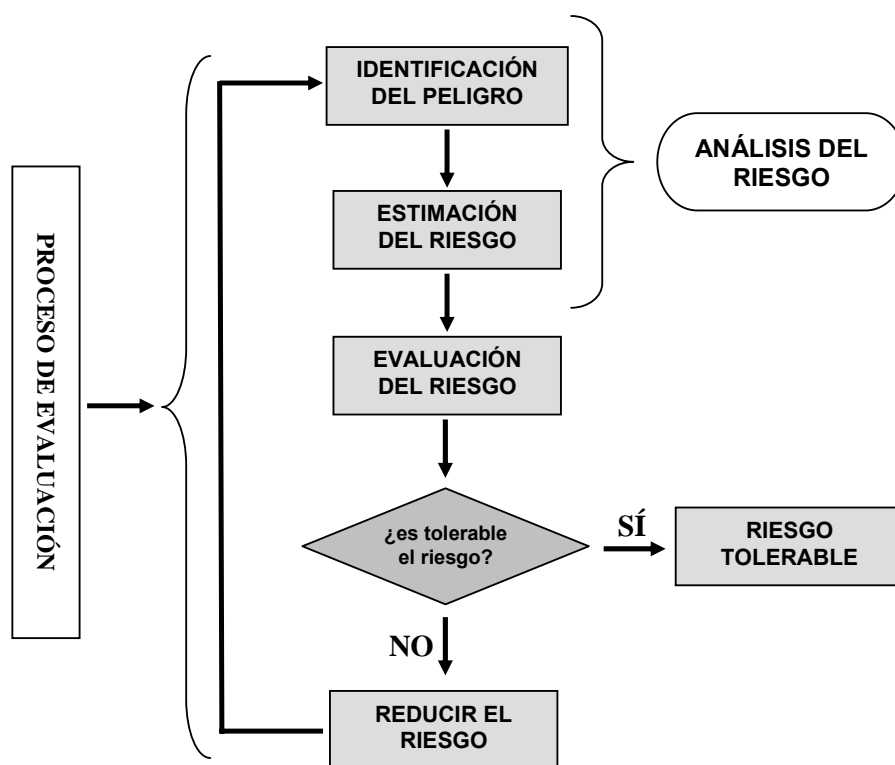 IDENTIFICACIÓN
DEL PELIGRO
ANÁLISIS DEL
RIESGO
ESTIMACIÓN
DEL RIESGO
PROCESO DE EVALUACIÓN
EVALUACIÓN
DEL RIESGO
¿es tolerable
el riesgo?
SÍ
RIESGO
TOLERABLE
NO
REDUCIR EL
RIESGO